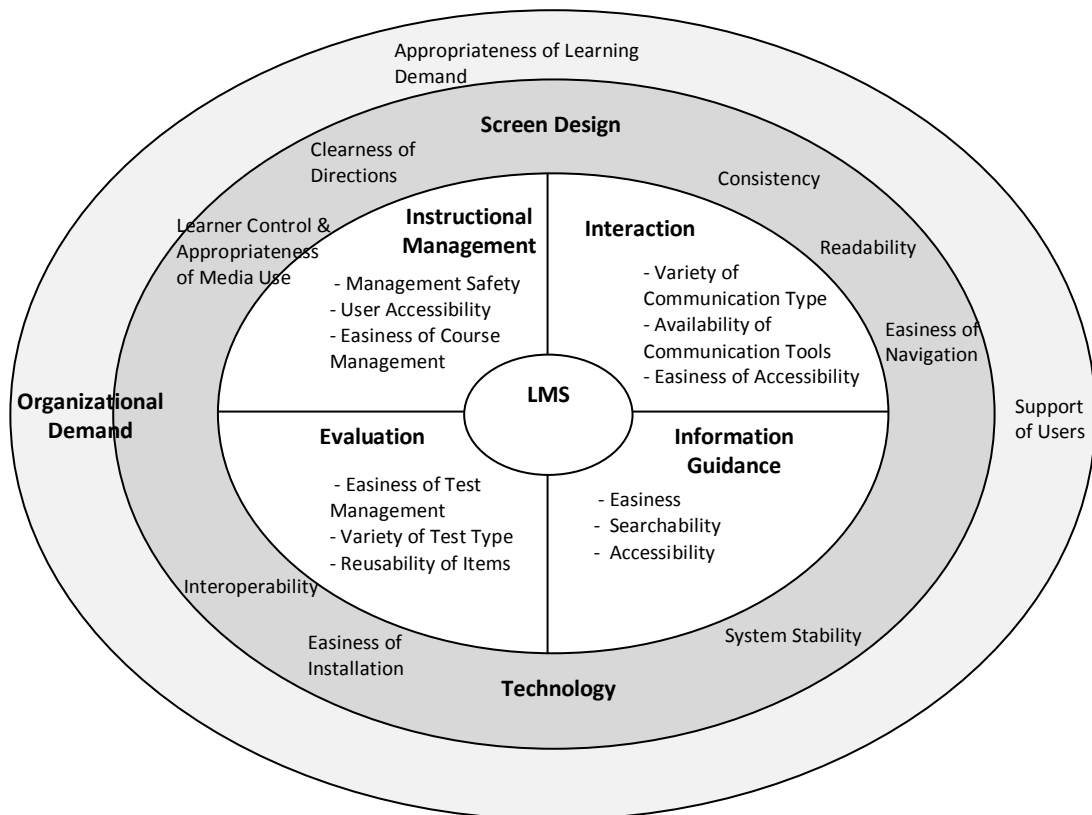 Appropriateness of Learning
Demand
Screen Design
Clearness of
Directions
Consistency
Learner Control &
Appropriateness
of Media Use
Readability
Easiness of
Navigation
Instructional
Management
- Management Safety
- User Accessibility
- Easiness of Course
Management
Interaction
- Variety of
Communication Type
- Availability of
Communication Tools
- Easiness of Accessibility
LMS
Organizational
Demand
Support
of Users
Evaluation
- Easiness of Test
Management
- Variety of Test Type
- Reusability of Items
Information
Guidance
- Easiness
- Searchability
- Accessibility
Interoperability
Easiness of
Installation
System Stability
Technology